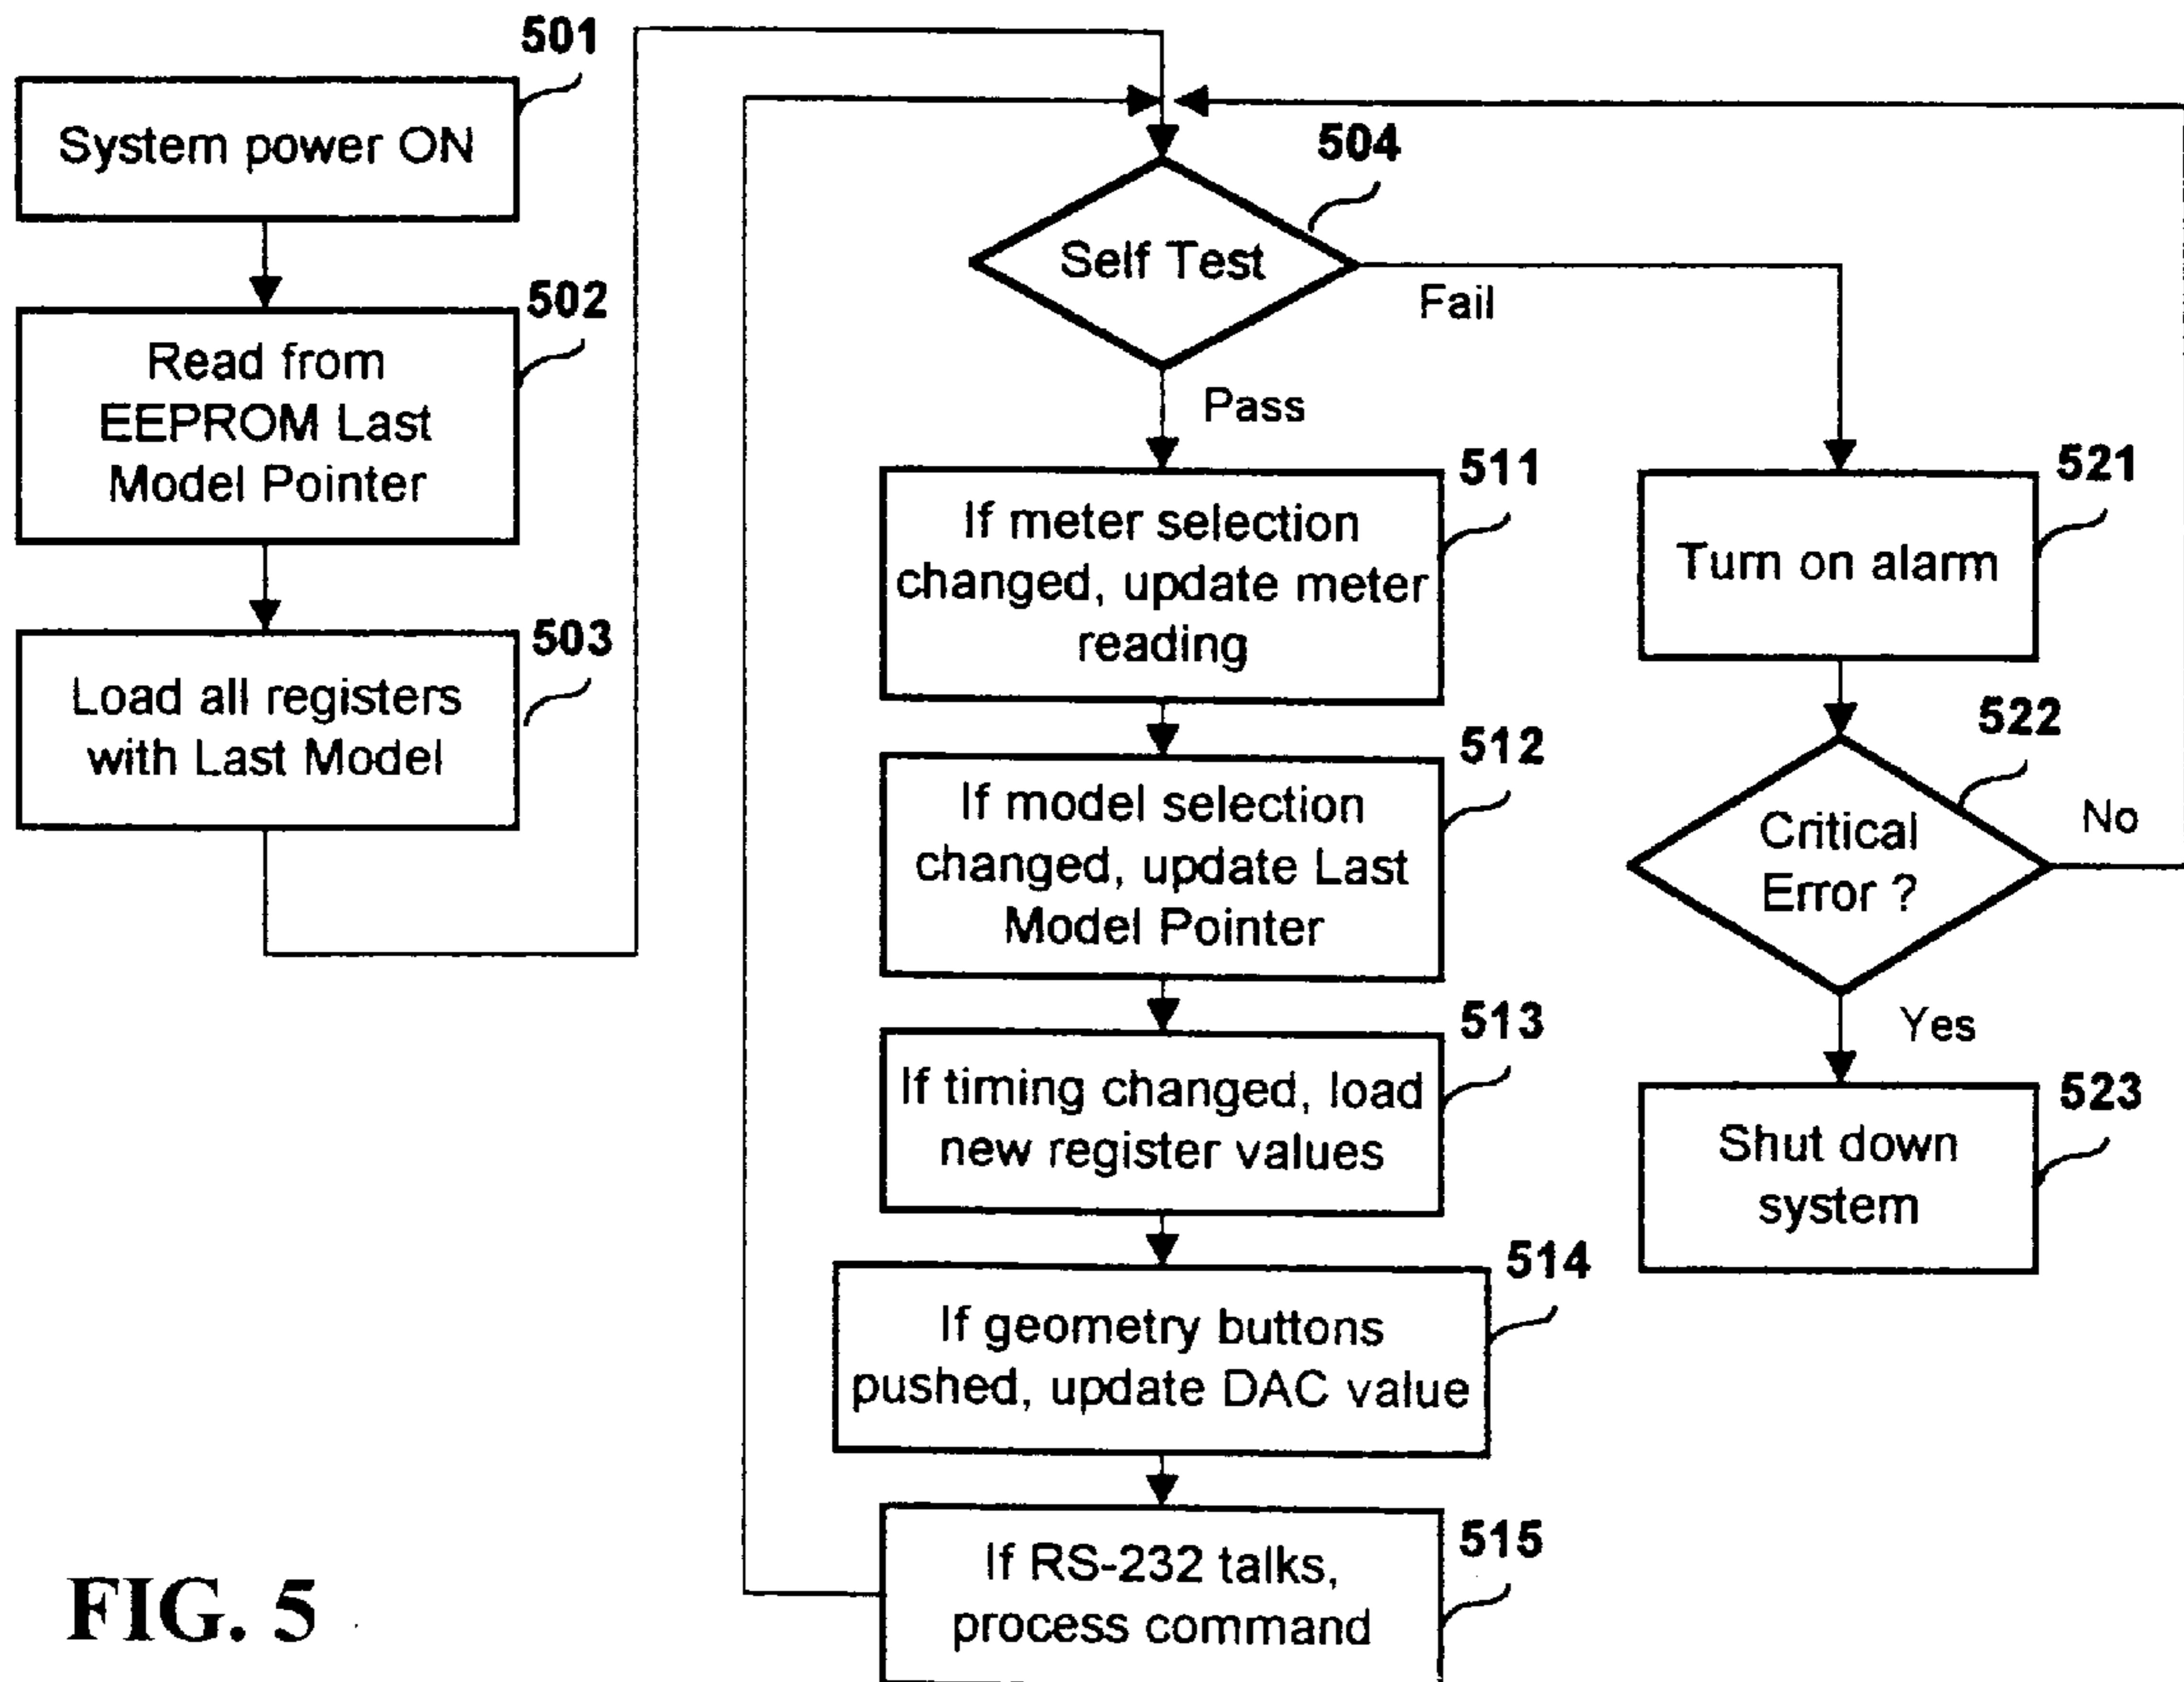 501
System power ON
502
Read from
EEPROM Last
Model Pointer
503
Load all registers
with Last Model
504
Self Test
Fail
Pass
511
If meter selection
changed, update meter
reading
512
If model selection
changed, update Last
Model Pointer
513
If timing changed, load
new register values
514
If geometry buttons
pushed, update DAC value
515
If RS-232 talks,
process command
521
Turn on alarm
522
Critical
Error ?
No
Yes
523
Shut down
system
FIG. 5